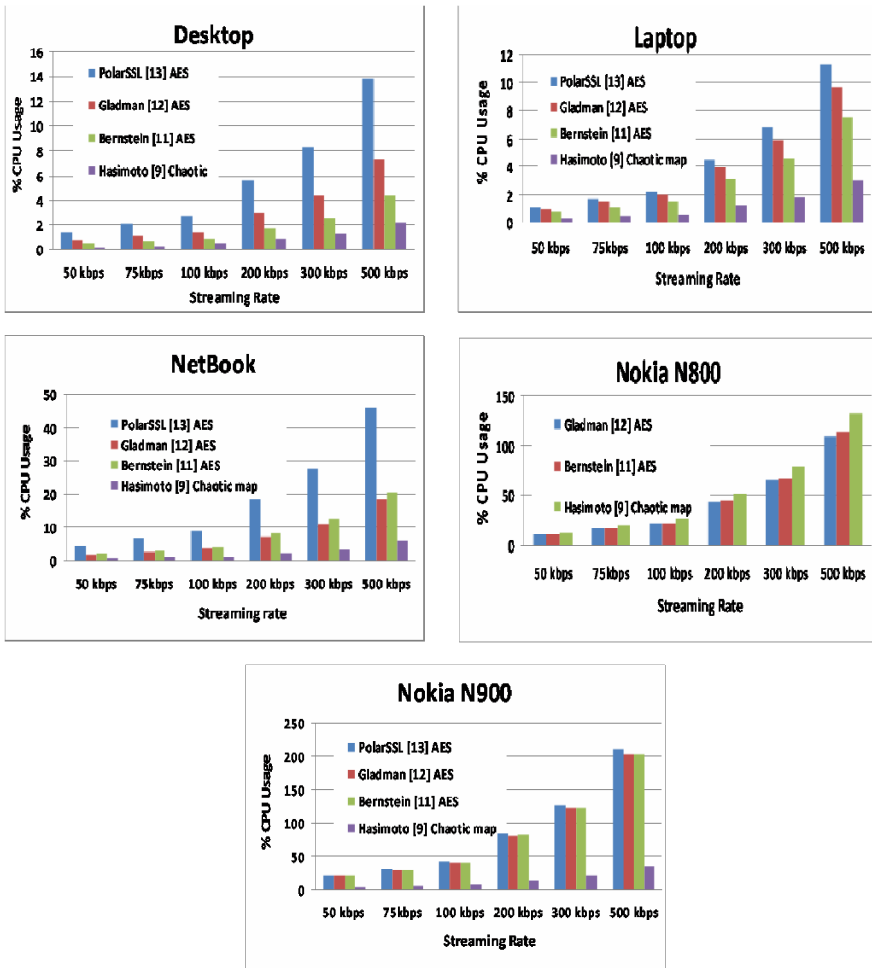 Desktop
16
14
12
10
8
6
4
2
0
% CPU Usage
PolarSSL [13] AES
Gladman [12] AES
Bernstein [11] AES
Hasimoto [9] Chaotic
50 kbps 75kbps 100 kbps 200 kbps 300 kbps 500 kbps
Streaming Rate
Laptop
12
10
8
6
4
2
0
% CPU Usage
PolarSSL [13] AES
Gladman [12] AES
Bernstein [11] AES
Hasimoto [9] Chaotic map
50 kbps 75 kbps 100 kbps 200 kbps 300 kbps 500 kbps
Streaming Rate
NetBook
50
40
30
20
10
0
% CPU Usage
PolarSSL [13] AES
Gladman [12] AES
Bernstein [11] AES
Hasimoto [9] Chaotic map
50 kbps 75 kbps 100 kbps 200 kbps 300 kbps 500 kbps
Streaming rate
Nokia N800
150
100
50
0
% CPU Usage
Gladman [12] AES
Bernstein [11] AES
Hasimoto [9] Chaotic map
50 kbps 75 kbps 100 kbps 200 kbps 300 kbps 500 kbps
Streaming Rate
Nokia N900
250
200
150
100
50
0
% CPU Usage
PolarSSL [13] AES
Gladman [12] AES
Bernstein [11] AES
Hasimoto [9] Chaotic map
50 kbps 75kbps 100 kbps 200 kbps 300 kbps 500 kbps
Streaming Rate